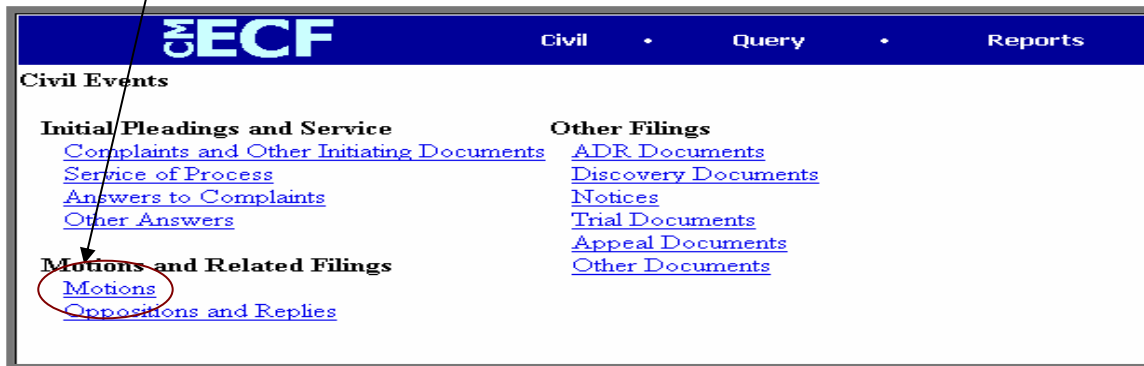 CM ECF Civil • Query • Reports
Civil Events
Initial Pleadings and Service
Complaints and Other Initiating Documents
Service of Process
Answers to Complaints
Other Answers
Motions and Related Filings
Motions
Oppositions and Replies
Other Filings
ADR Documents
Discovery Documents
Notices
Trial Documents
Appeal Documents
Other Documents